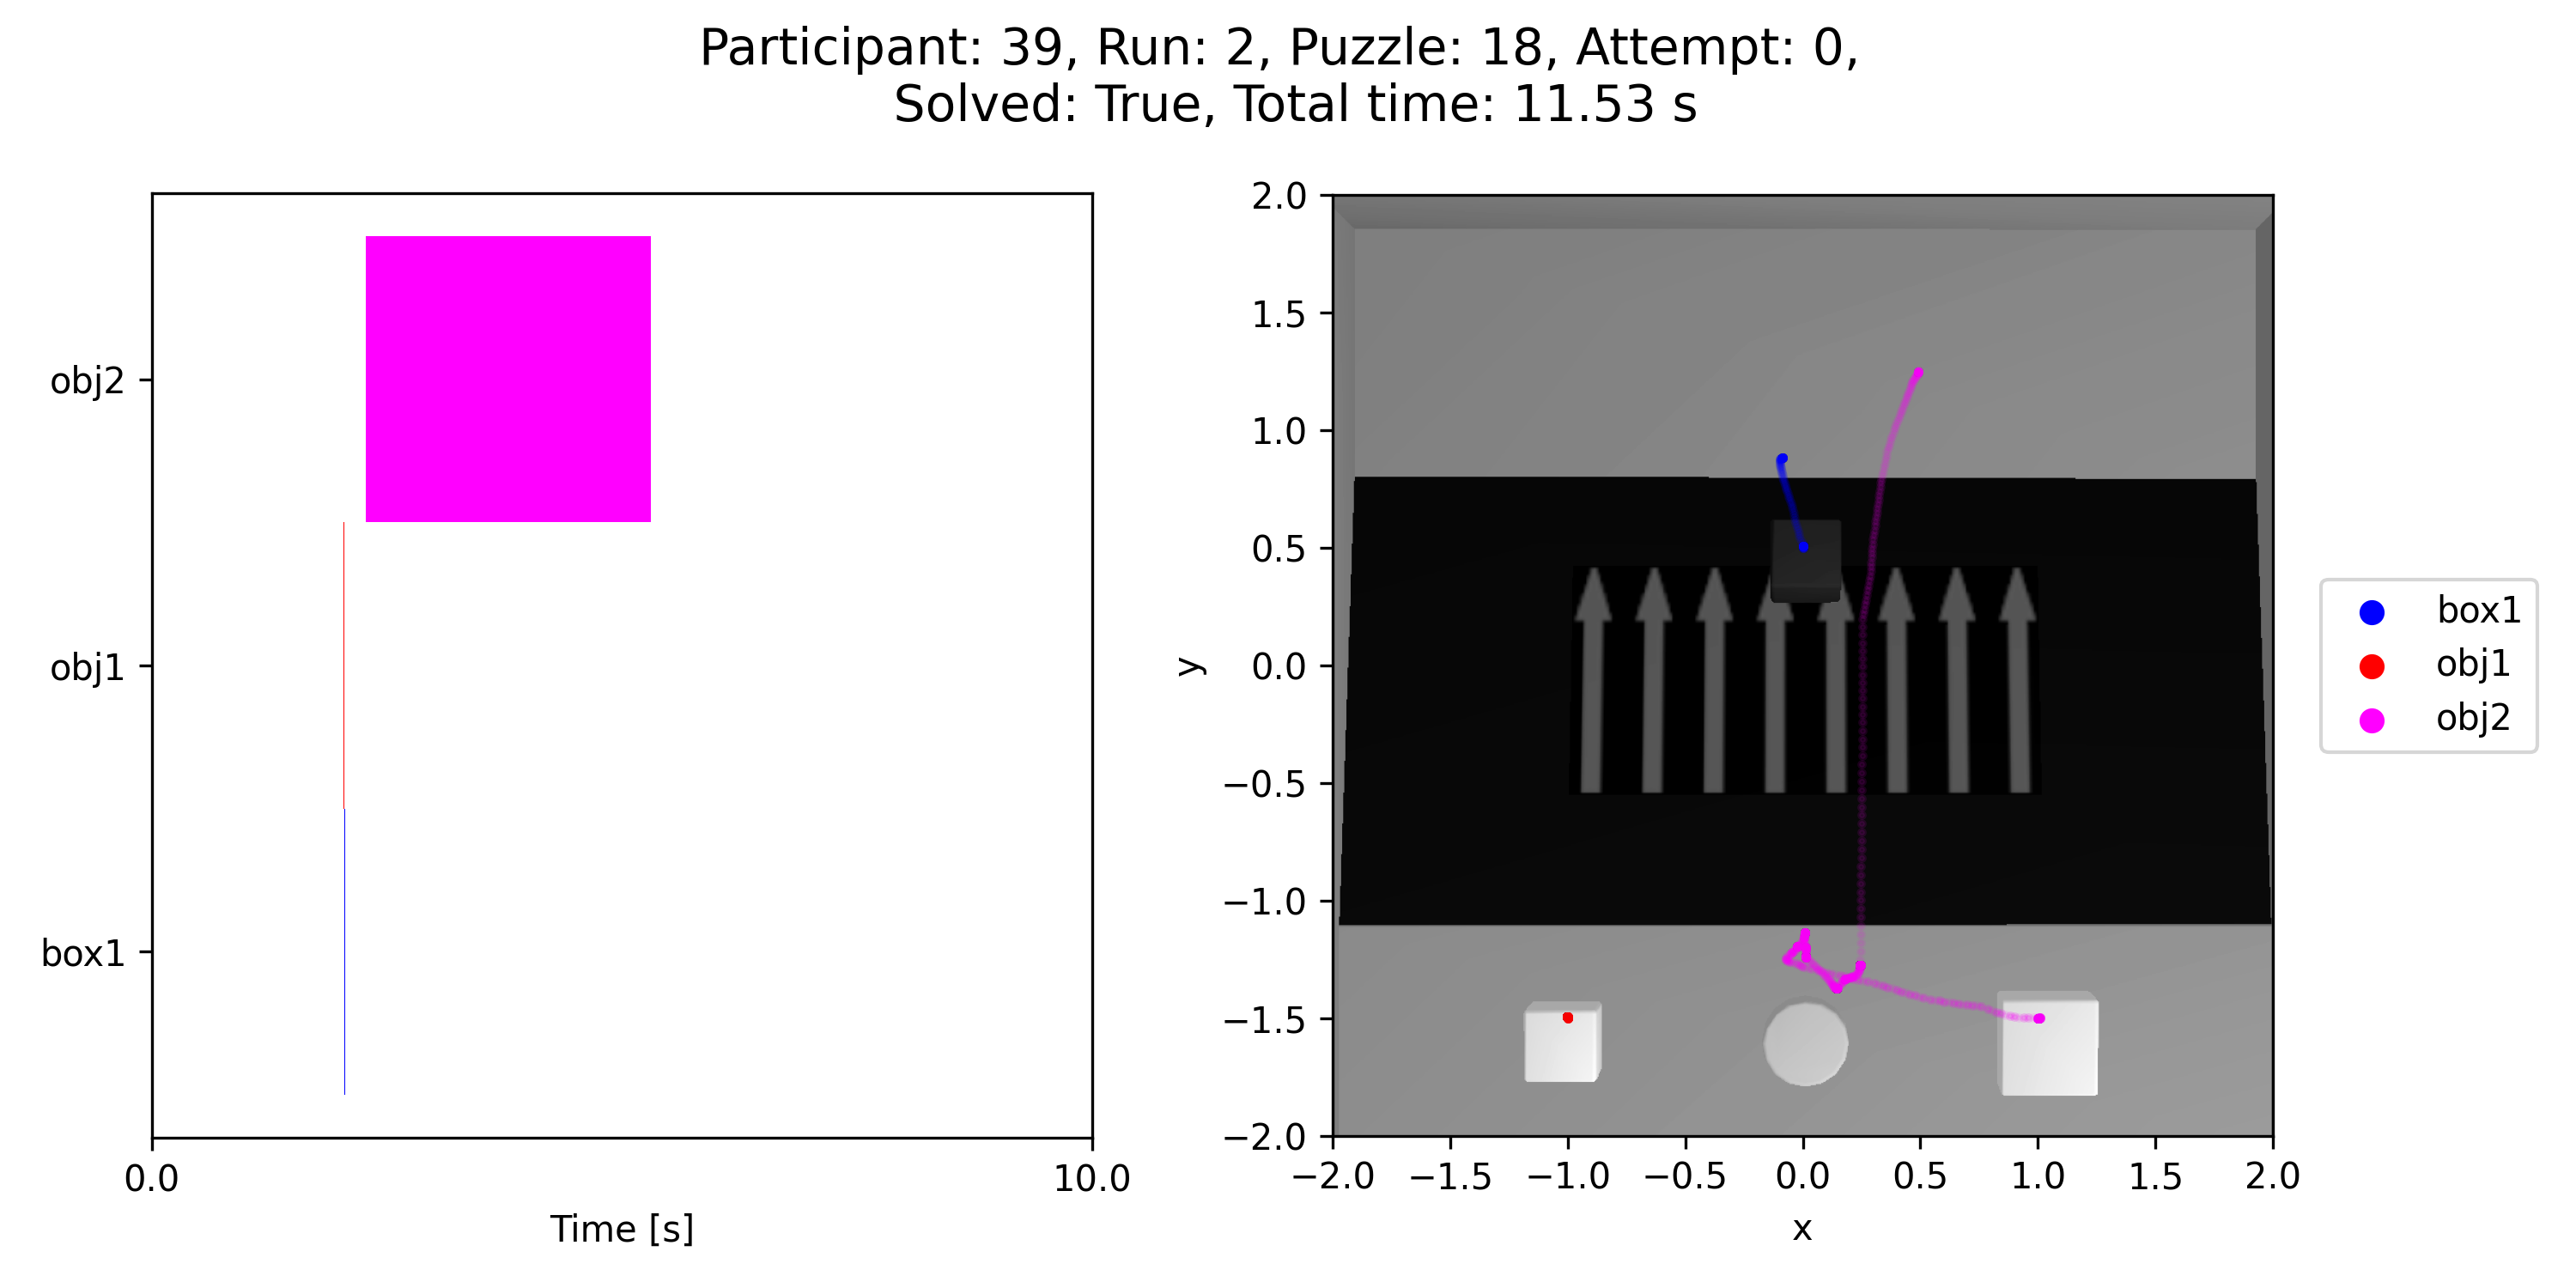 Participant: 39, Run: 2, Puzzle: 18, Attempt: 0,
Solved: True, Total time: 11.53 s
obj2
obj1
box1
0.0
10.0
Time [s]
2.0
1.5
1.0
0.5
0.0
−0.5
−1.0
−1.5
−2.0
y
−2.0 −1.5 −1.0 −0.5 0.0 0.5 1.0 1.5 2.0
x
box1
obj1
obj2